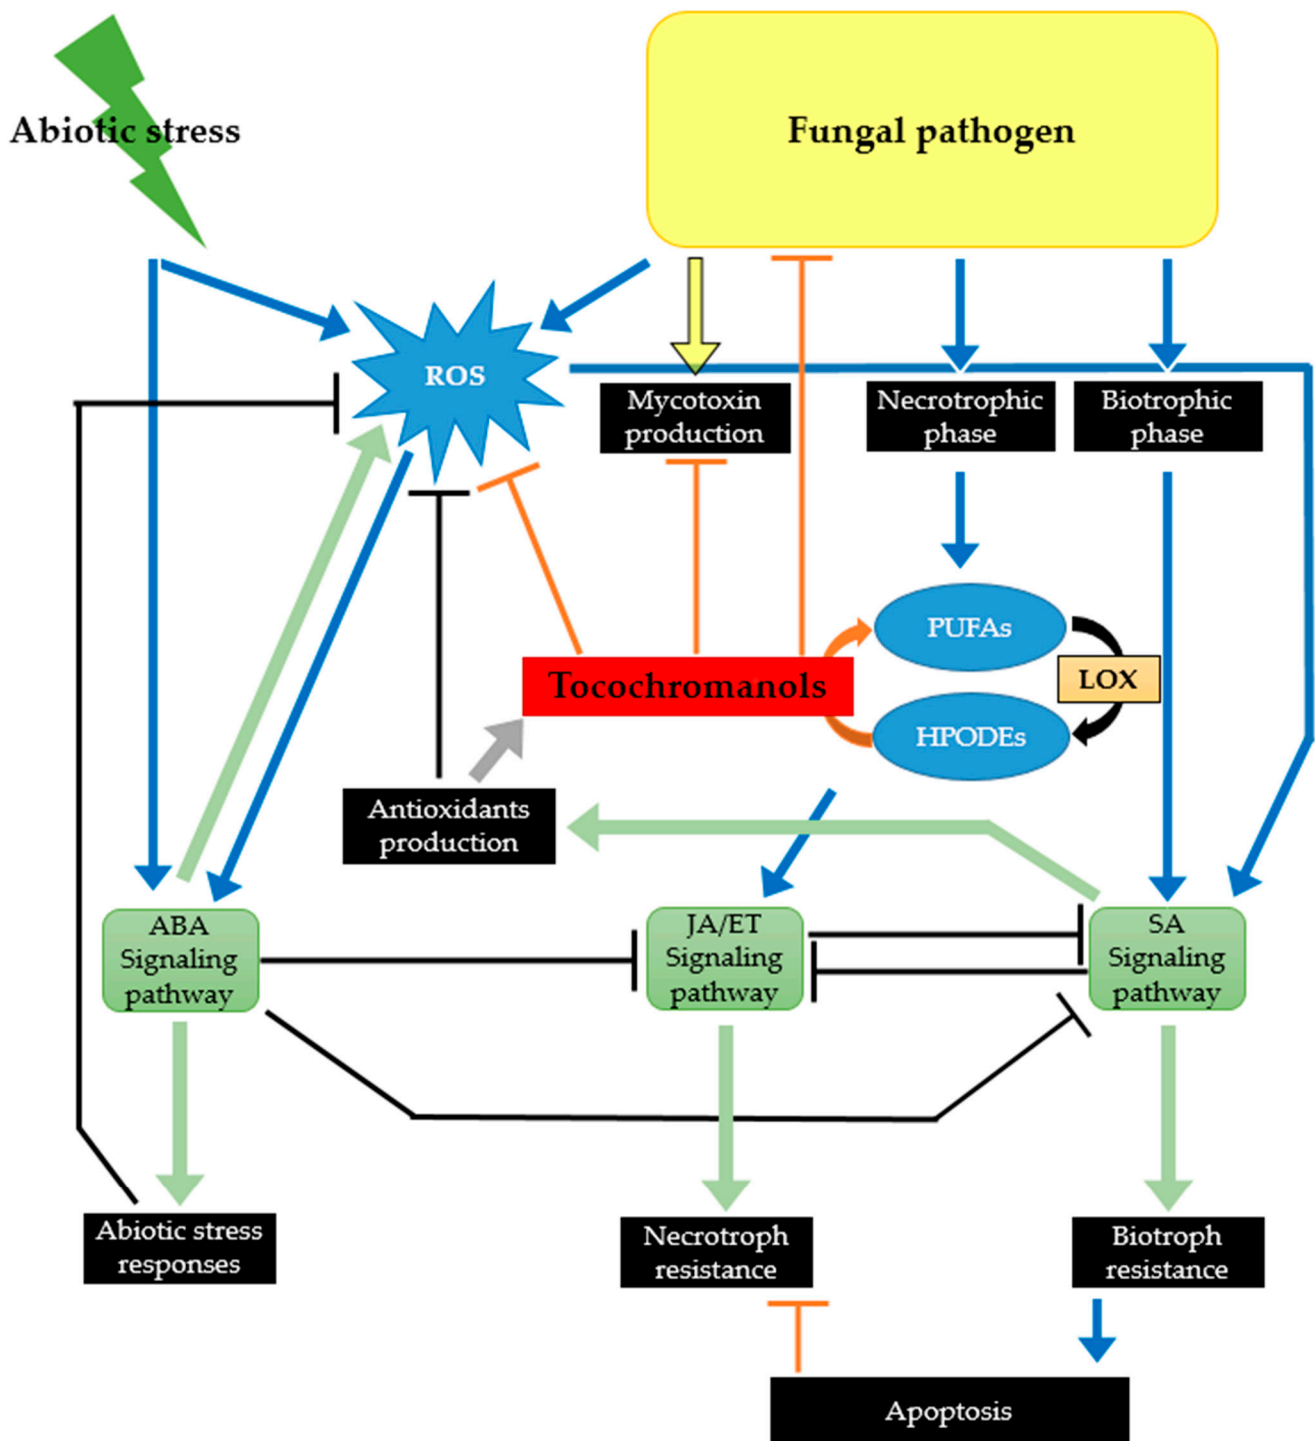 Abiotic stress
Fungal pathogen
ROS
Mycotoxin
production
Necrotrophic
phase
Biotrophic
phase
PUFAs
LOX
Tocochromanols
HPODEs
Antioxidants
production
ABA
Signaling
pathway
JA/ET
Signaling
pathway
SA
Signaling
pathway
Abiotic stress
responses
Necrotroph
resistance
Biotroph
resistance
Apoptosis